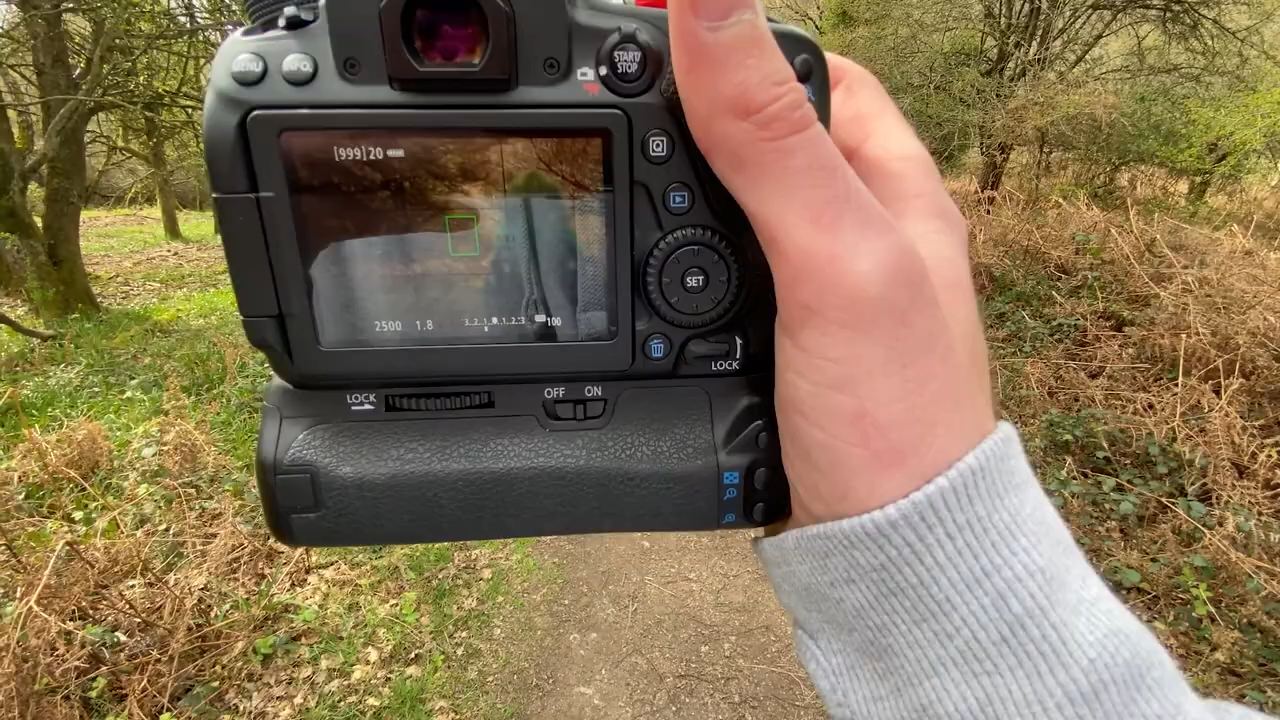 MENU INFO.
START/
STOP
Q
[999] 20
SET
2500 1.8 3..2..1..▼..1..2..3 100
LOCK
LOCK
OFF ON